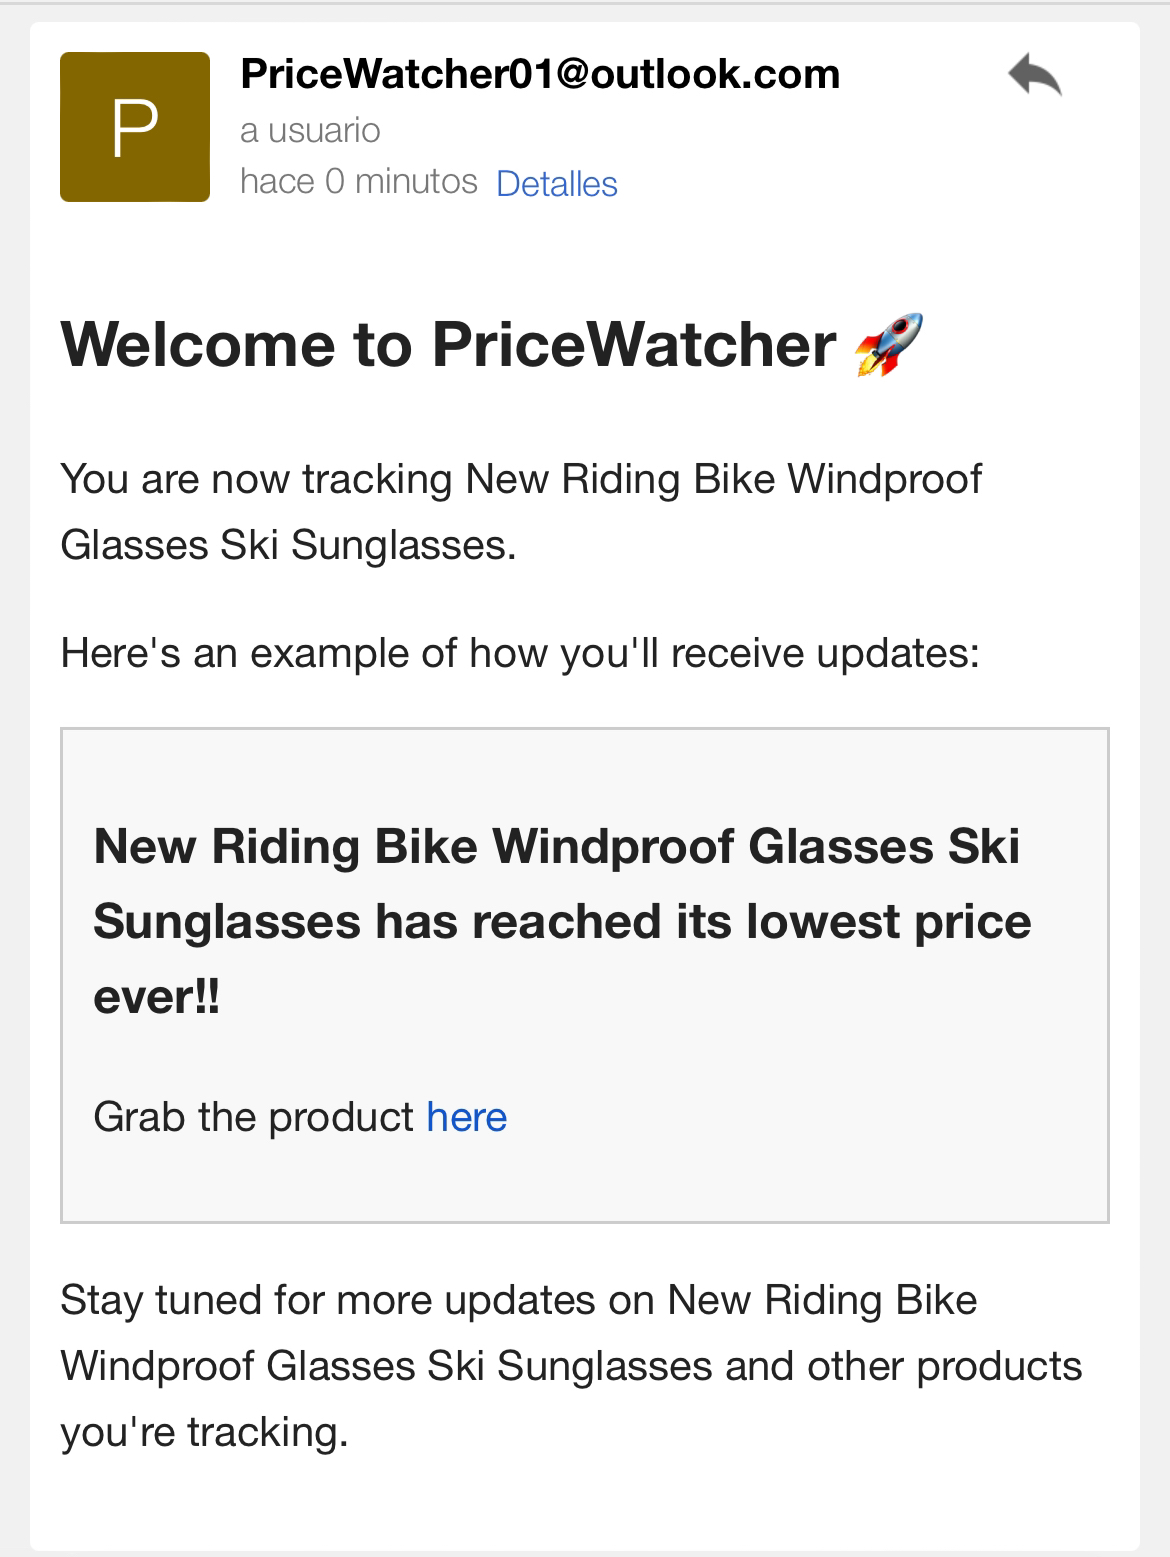 P
PriceWatcher01@outlook.com
a usuario
hace 0 minutos Detalles
Welcome to PriceWatcher 🚀
You are now tracking New Riding Bike Windproof
Glasses Ski Sunglasses.
Here's an example of how you'll receive updates:
New Riding Bike Windproof Glasses Ski
Sunglasses has reached its lowest price
ever!!
Grab the product here
Stay tuned for more updates on New Riding Bike
Windproof Glasses Ski Sunglasses and other products
you're tracking.